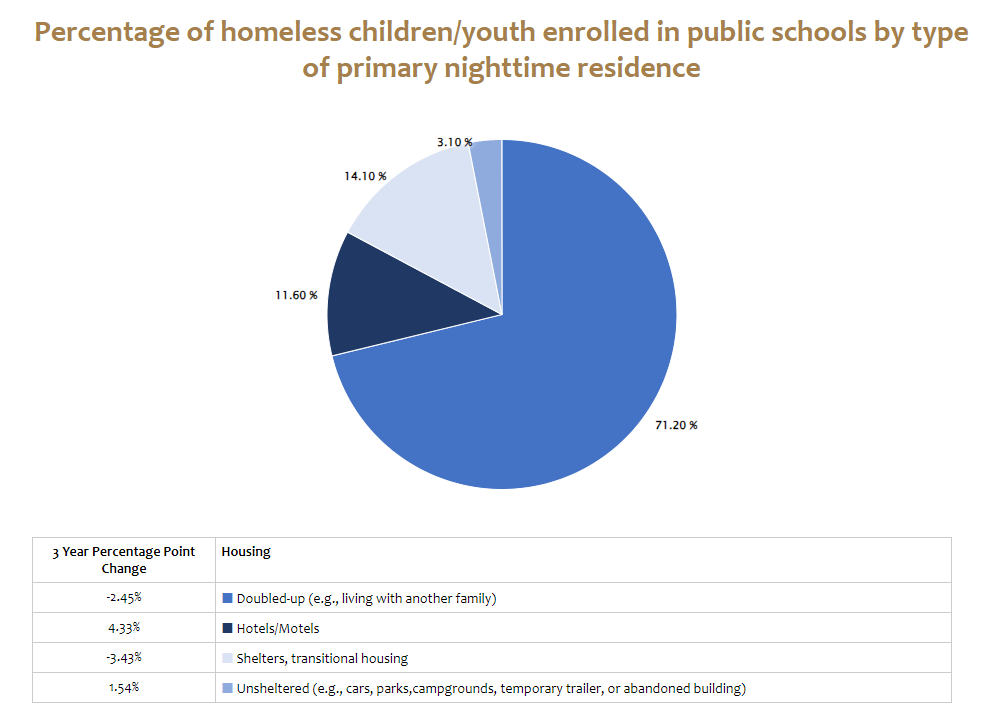 Percentage of homeless children/youth enrolled in public schools by type
of primary nighttime residence
3.10 %
14.10 %
11.60 %
71.20 %
3 Year Percentage Point
Change
Housing
-2.45%
Doubled-up (e.g., living with another family)
4.33%
Hotels/Motels
-3.43%
Shelters, transitional housing
1.54%
Unsheltered (e.g., cars, parks,campgrounds, temporary trailer, or abandoned building)